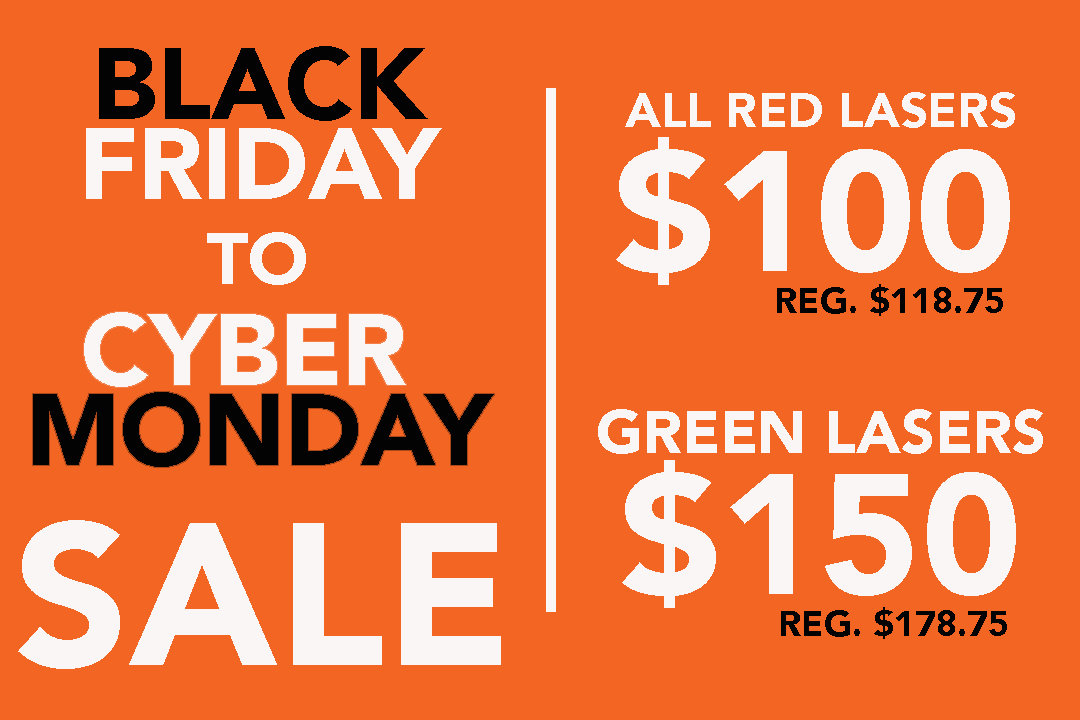 BLACK
FRIDAY
TO
CYBER
MONDAY
SALE
ALL RED LASERS
$100
REG. $118.75
GREEN LASERS
$150
REG. $178.75